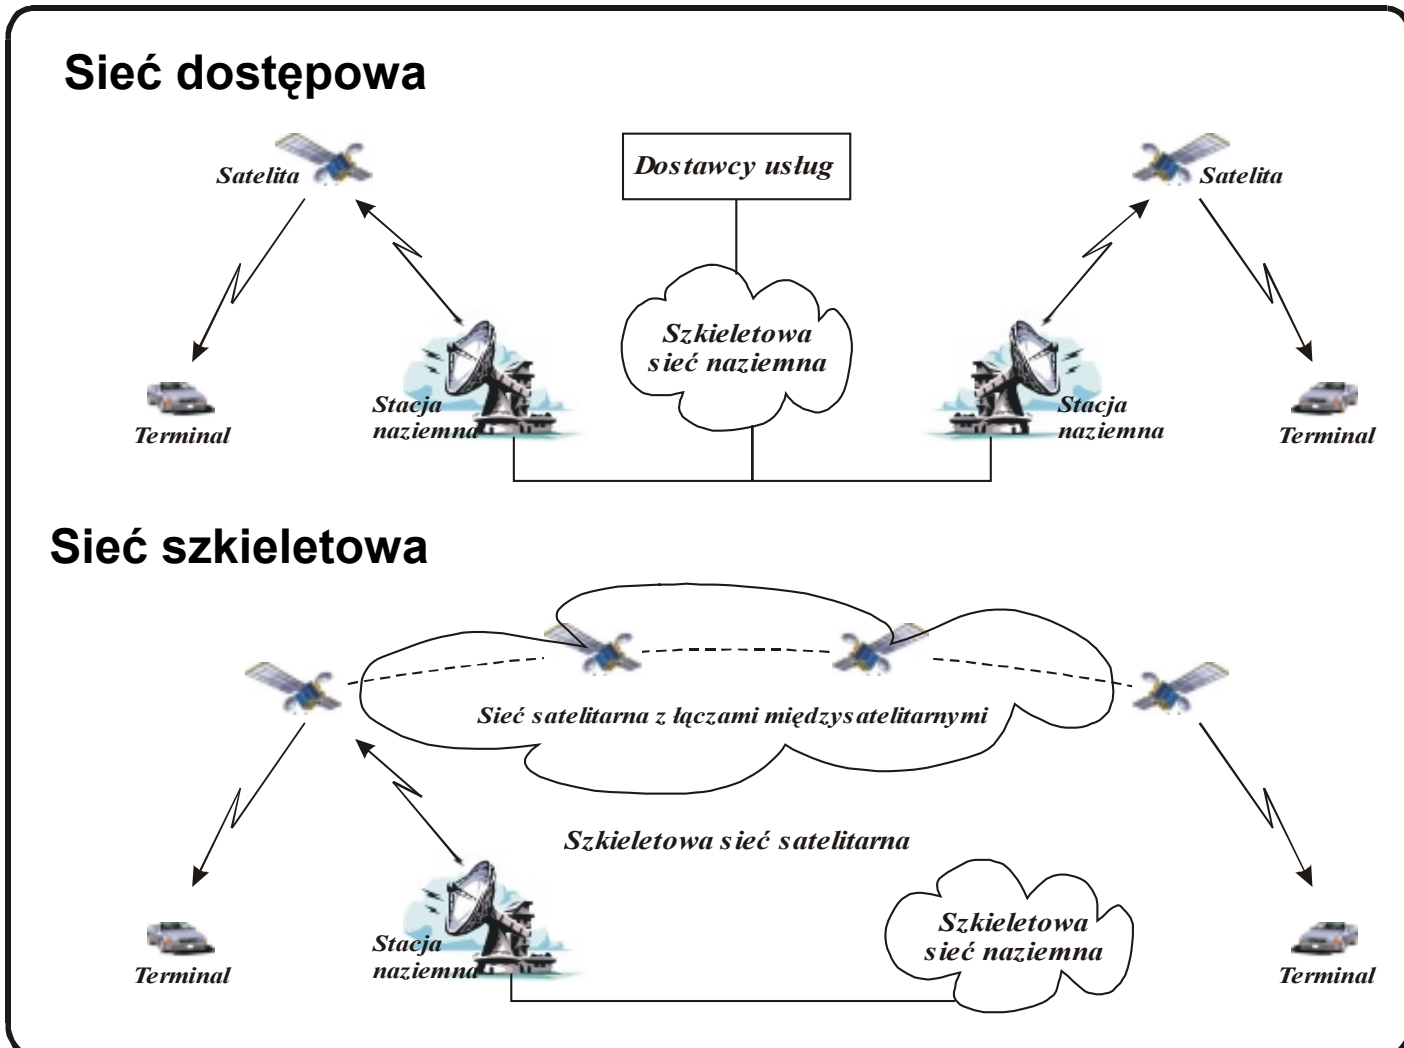 Sieć dostępowa
Satelita
Dostawcy usług
Satelita
Szkieletowa
sieć naziemna
Stacja
naziemna
Stacja
naziemna
Terminal
Terminal
Sieć szkieletowa
Sieć satelitarna z łączami międzysatelitarnymi
Szkieletowa sieć satelitarna
Szkieletowa
sieć naziemna
Stacja
naziemna
Terminal
Terminal